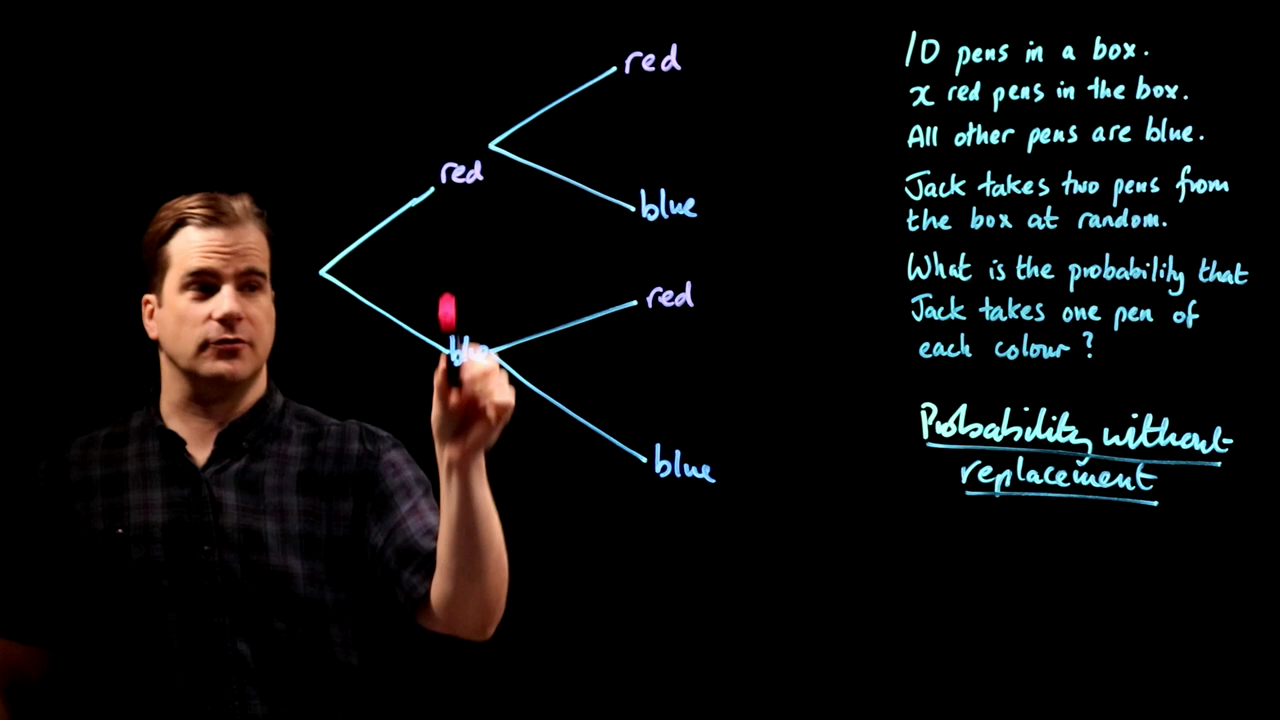 red
red
blue
red
blue
blue
10 pens in a box.
x red pens in the box.
All other pens are blue.
Jack takes two pens from
the box at random.
What is the probability that
Jack takes one pen of
each colour?
Probability without
replacement